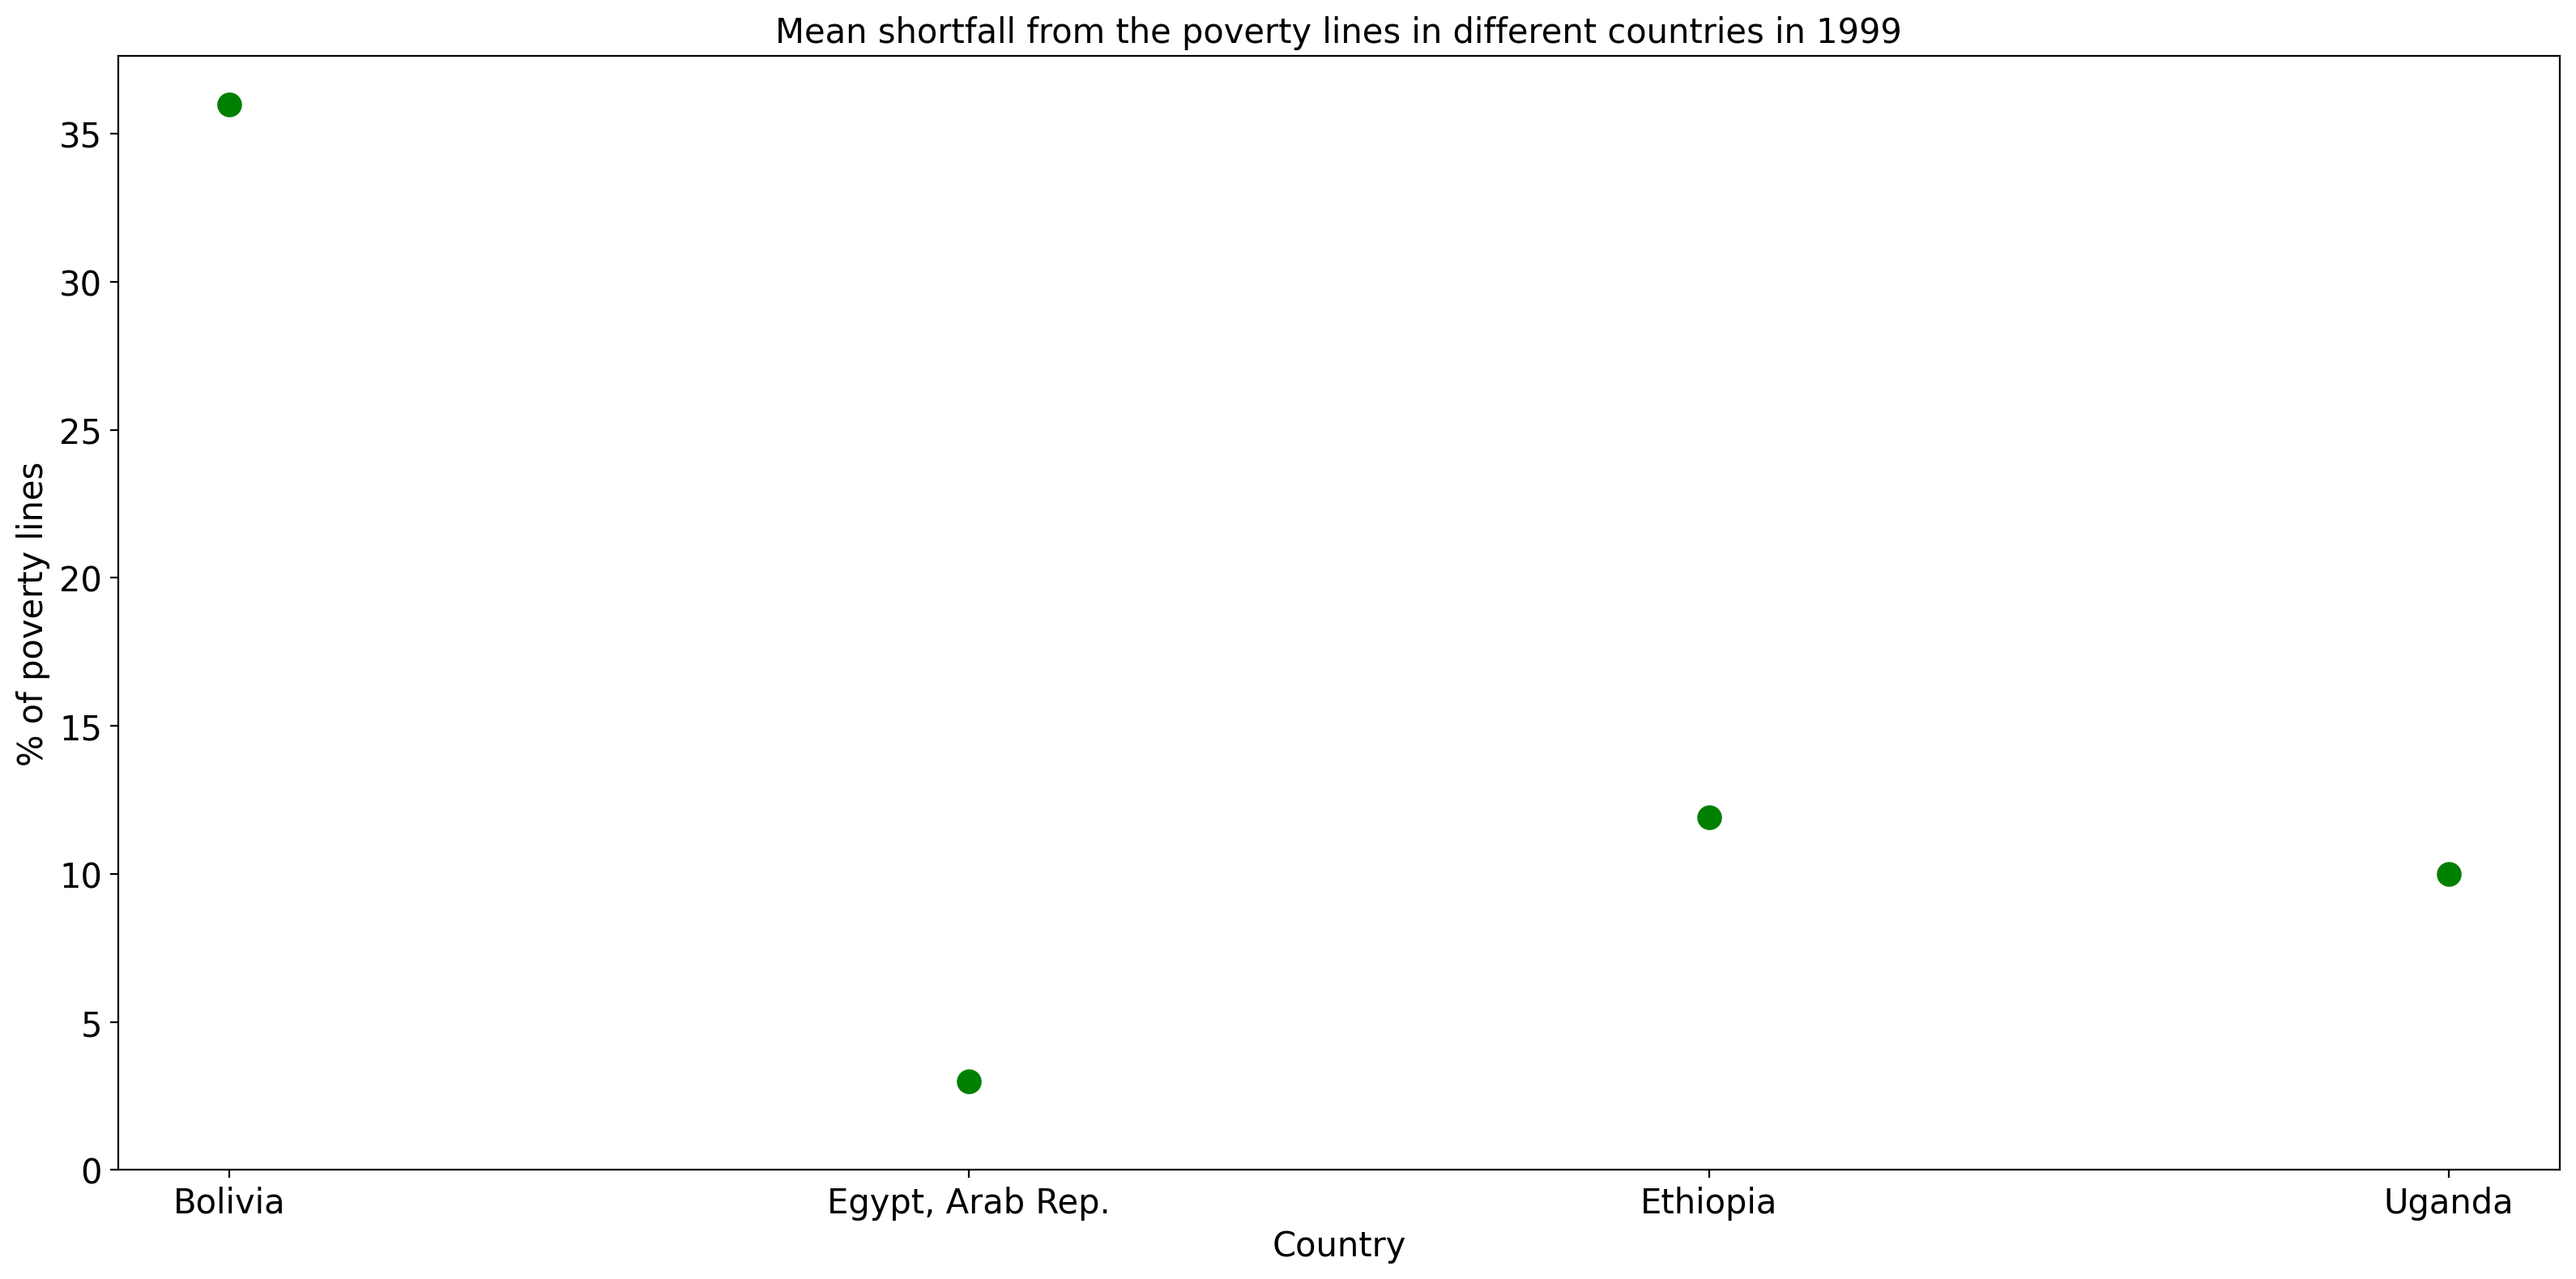 Mean shortfall from the poverty lines in different countries in 1999
% of poverty lines
35
30
25
20
15
10
5
0
Bolivia
Egypt, Arab Rep.
Ethiopia
Uganda
Country